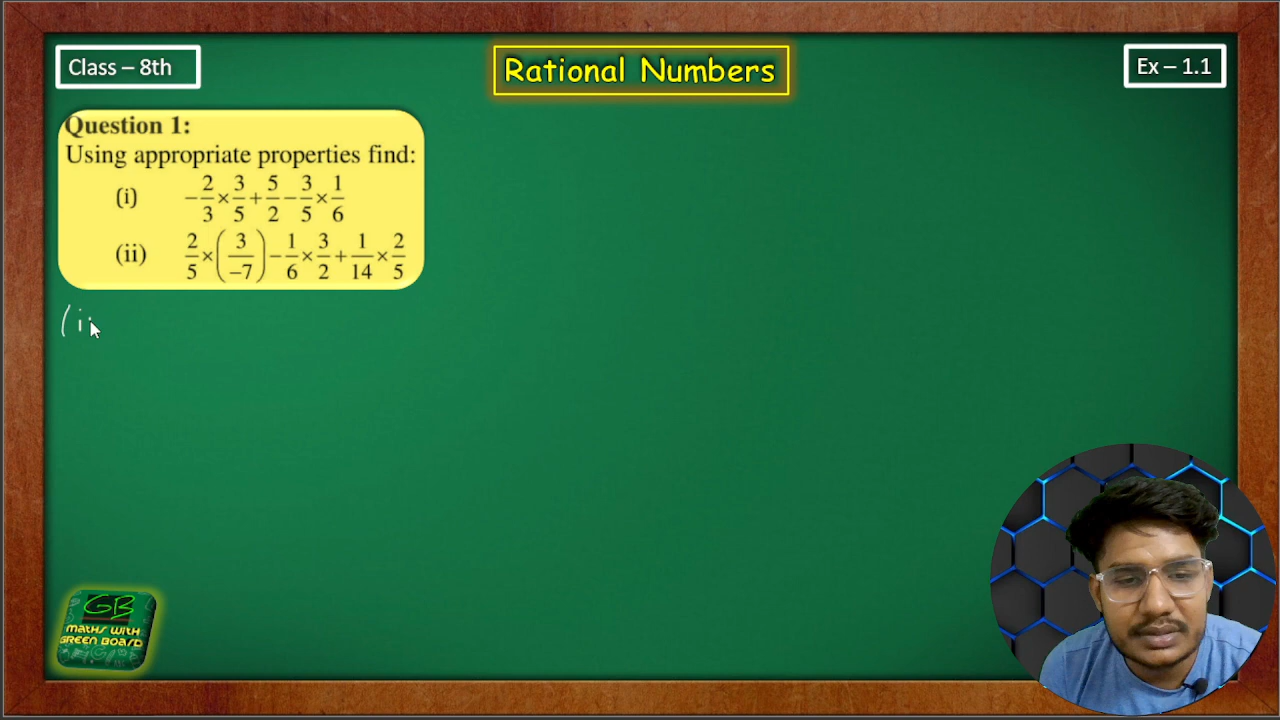 Class – 8th
Rational Numbers
Ex – 1.1
Question 1:
Using appropriate properties find:
(i) −2/3×3/5+5/2−3/5×1/6
(ii) 2/5×(3/−7)−1/6×3/2+1/14×2/5
(ii
GB
MATHS WITH
GREEN BOARD